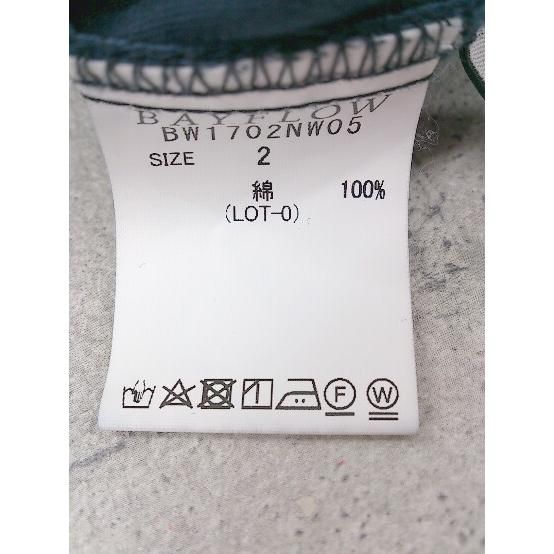 BAYFLOW
BW1702NW05
SIZE 2
綿 100%
(LOT-0)
F W